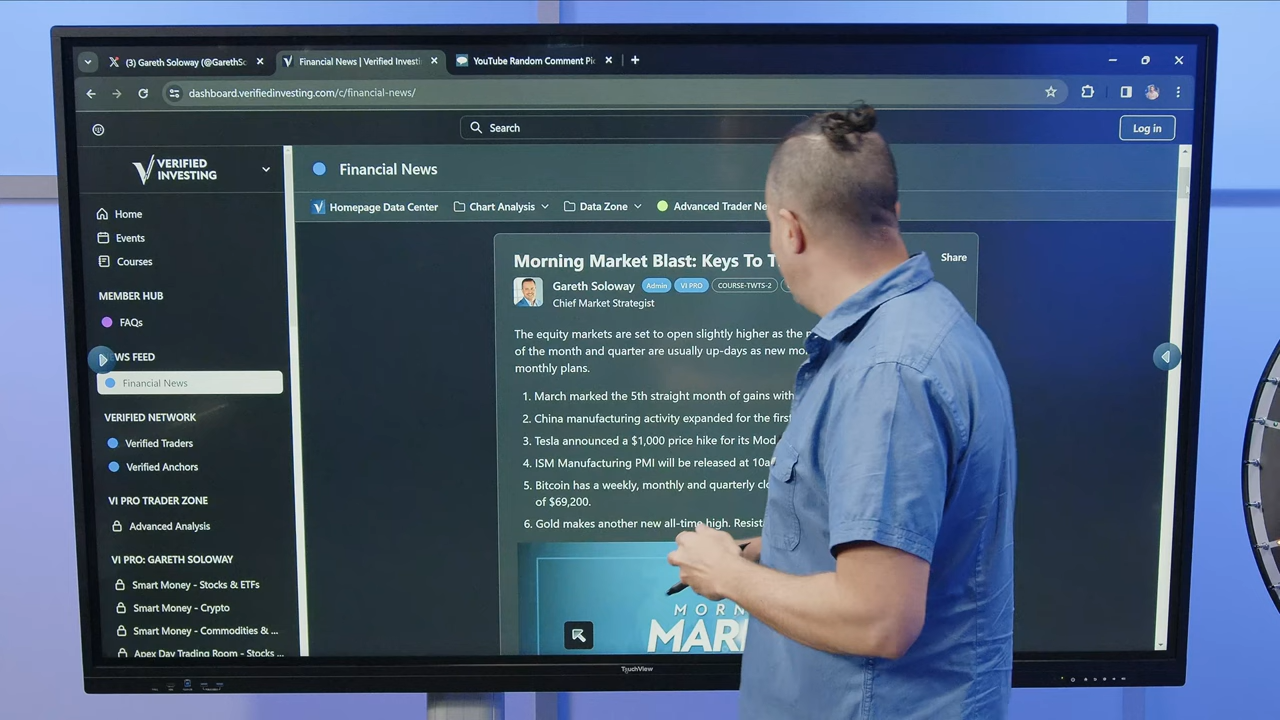 (3) Gareth Soloway (@GarethSc
Financial News | Verified Investi
YouTube Random Comment Pic
dashboard.verifiedinvesting.com/c/financial-news/
Search
Log in
VERIFIED
INVESTING
Financial News
Home
Homepage Data Center
Chart Analysis
Data Zone
Advanced Trader Ne
Events
Courses
MEMBER HUB
FAQs
WS FEED
Financial News
VERIFIED NETWORK
Verified Traders
Verified Anchors
VI PRO TRADER ZONE
Advanced Analysis
VI PRO: GARETH SOLOWAY
Smart Money - Stocks & ETFs
Smart Money - Crypto
Smart Money - Commodities & ...
Apex Day Trading Room - Stocks ...
Morning Market Blast: Keys To T
Share
Gareth Soloway Admin VI PRO COURSE-TWTS-2
Chief Market Strategist
The equity markets are set to open slightly higher as the
of the month and quarter are usually up-days as new mo
monthly plans.
1. March marked the 5th straight month of gains with
2. China manufacturing activity expanded for the first
3. Tesla announced a $1,000 price hike for its Mod
4. ISM Manufacturing PMI will be released at 10a
5. Bitcoin has a weekly, monthly and quarterly clo
of $69,200.
6. Gold makes another new all-time high. Resist
MORN
MAR
TouchView